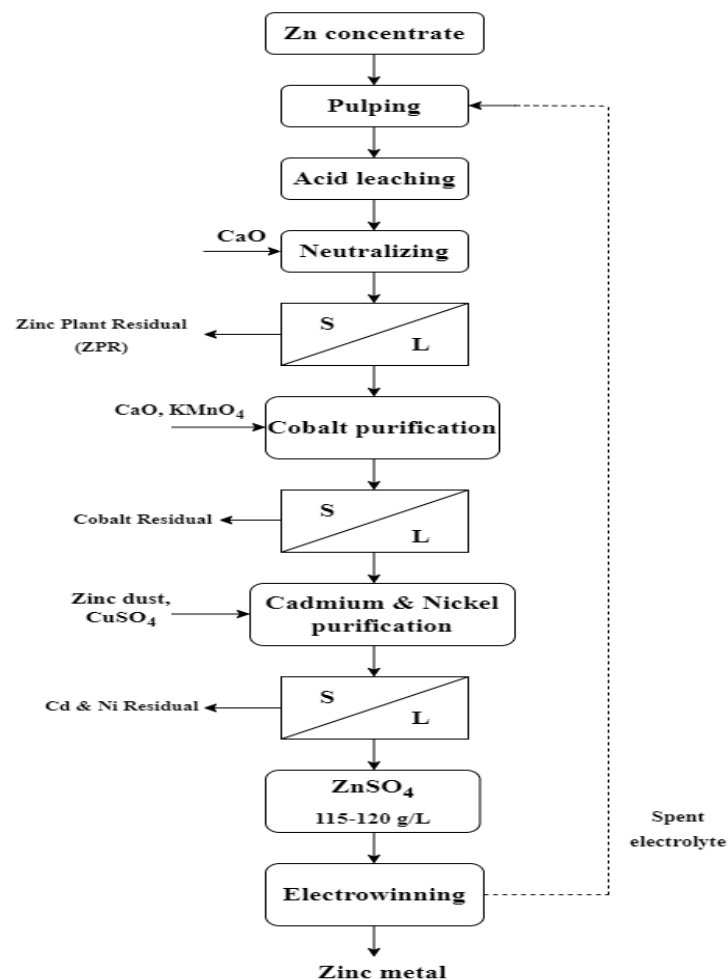 Zn concentrate
Pulping
Acid leaching
CaO
Neutralizing
Zinc Plant Residual
(ZPR)
S
L
CaO, KMnO4
Cobalt purification
Cobalt Residual
S
L
Zinc dust,
CuSO4
Cadmium & Nickel
purification
Cd & Ni Residual
S
L
ZnSO4
115-120 g/L
Spent
electrolyte
Electrowinning
Zinc metal